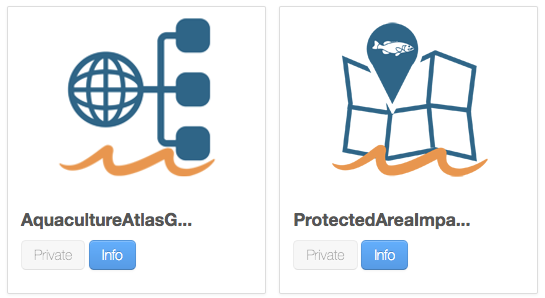 AquacultureAtlasG...
Private Info
ProtectedAreaImpa...
Private Info